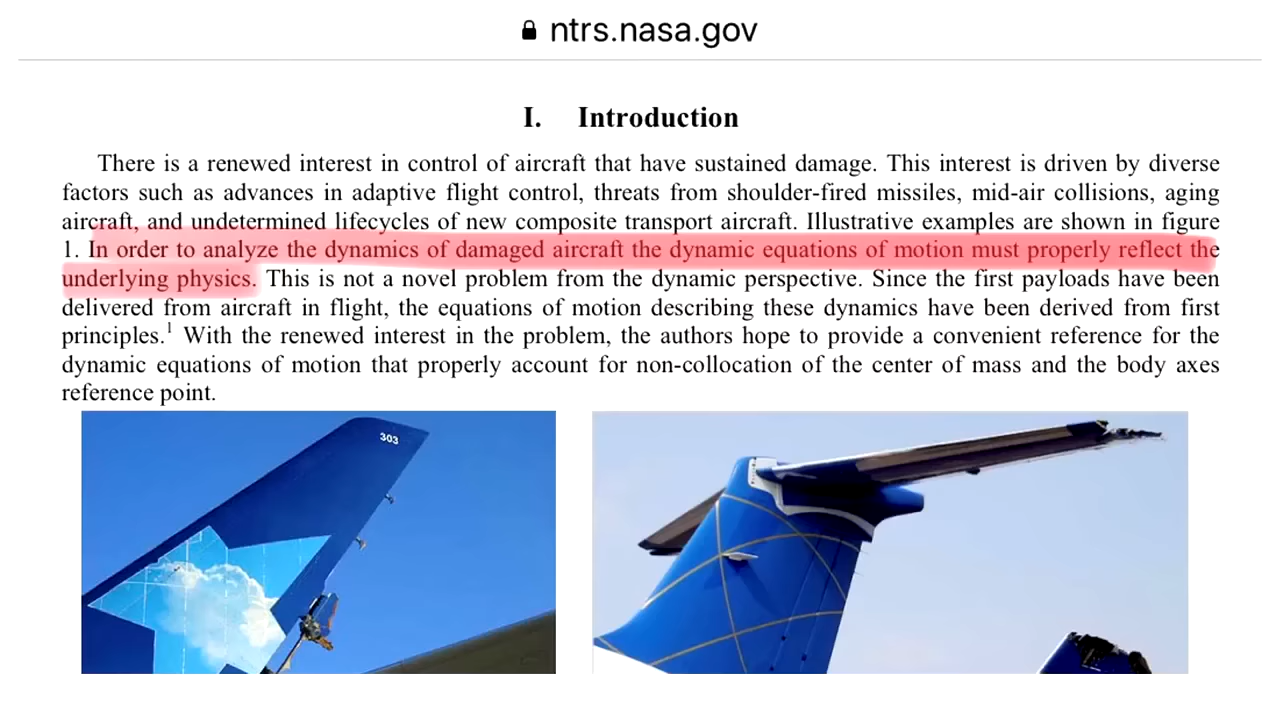 ntrs.nasa.gov
I. Introduction
There is a renewed interest in control of aircraft that have sustained damage. This interest is driven by diverse
factors such as advances in adaptive flight control, threats from shoulder-fired missiles, mid-air collisions, aging
aircraft, and undetermined lifecycles of new composite transport aircraft. Illustrative examples are shown in figure
1. In order to analyze the dynamics of damaged aircraft the dynamic equations of motion must properly reflect the
underlying physics. This is not a novel problem from the dynamic perspective. Since the first payloads have been
delivered from aircraft in flight, the equations of motion describing these dynamics have been derived from first
principles.1 With the renewed interest in the problem, the authors hope to provide a convenient reference for the
dynamic equations of motion that properly account for non-collocation of the center of mass and the body axes
reference point.
303